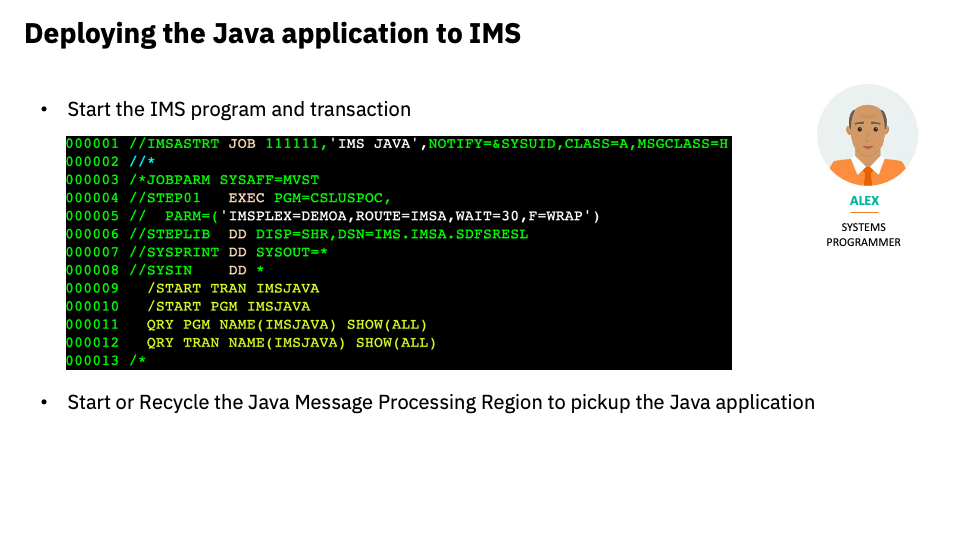 Deploying the Java application to IMS
• Start the IMS program and transaction
000001 //IMSASTRT JOB 111111,'IMS JAVA',NOTIFY=&SYSUID,CLASS=A,MSGCLASS=H
000002 //*
000003 /*JOBPARM SYSAFF=MVST
000004 //STEP01   EXEC PGM=CSLUSPOC,
000005 //  PARM=('IMSPLEX=DEMOA,ROUTE=IMSA,WAIT=30,F=WRAP')
000006 //STEPLIB  DD DISP=SHR,DSN=IMS.IMSA.SDFSRESL
000007 //SYSPRINT DD SYSOUT=*
000008 //SYSIN    DD *
000009   /START TRAN IMSJAVA
000010   /START PGM IMSJAVA
000011   QRY PGM NAME(IMSJAVA) SHOW(ALL)
000012   QRY TRAN NAME(IMSJAVA) SHOW(ALL)
000013 /*
• Start or Recycle the Java Message Processing Region to pickup the Java application
ALEX
SYSTEMS
PROGRAMMER